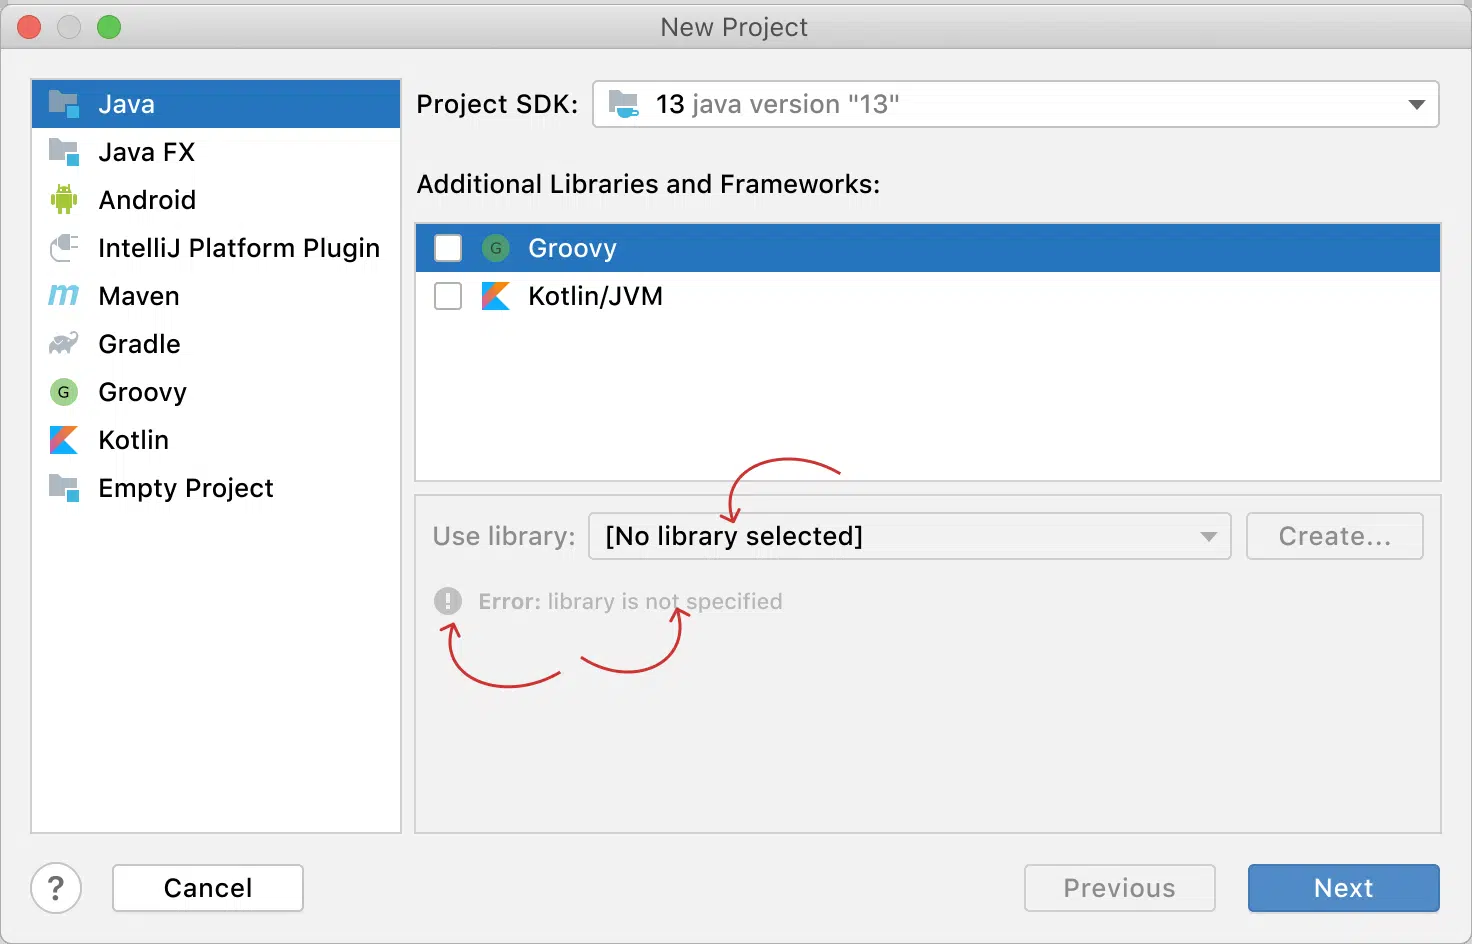 New Project
Java
Java FX
Android
IntelliJ Platform Plugin
m Maven
Gradle
G Groovy
Kotlin
Empty Project
Project SDK: 13 java version "13"
Additional Libraries and Frameworks:
G Groovy
Kotlin/JVM
Use library: [No library selected] Create...
! Error: library is not specified
? Cancel Previous Next